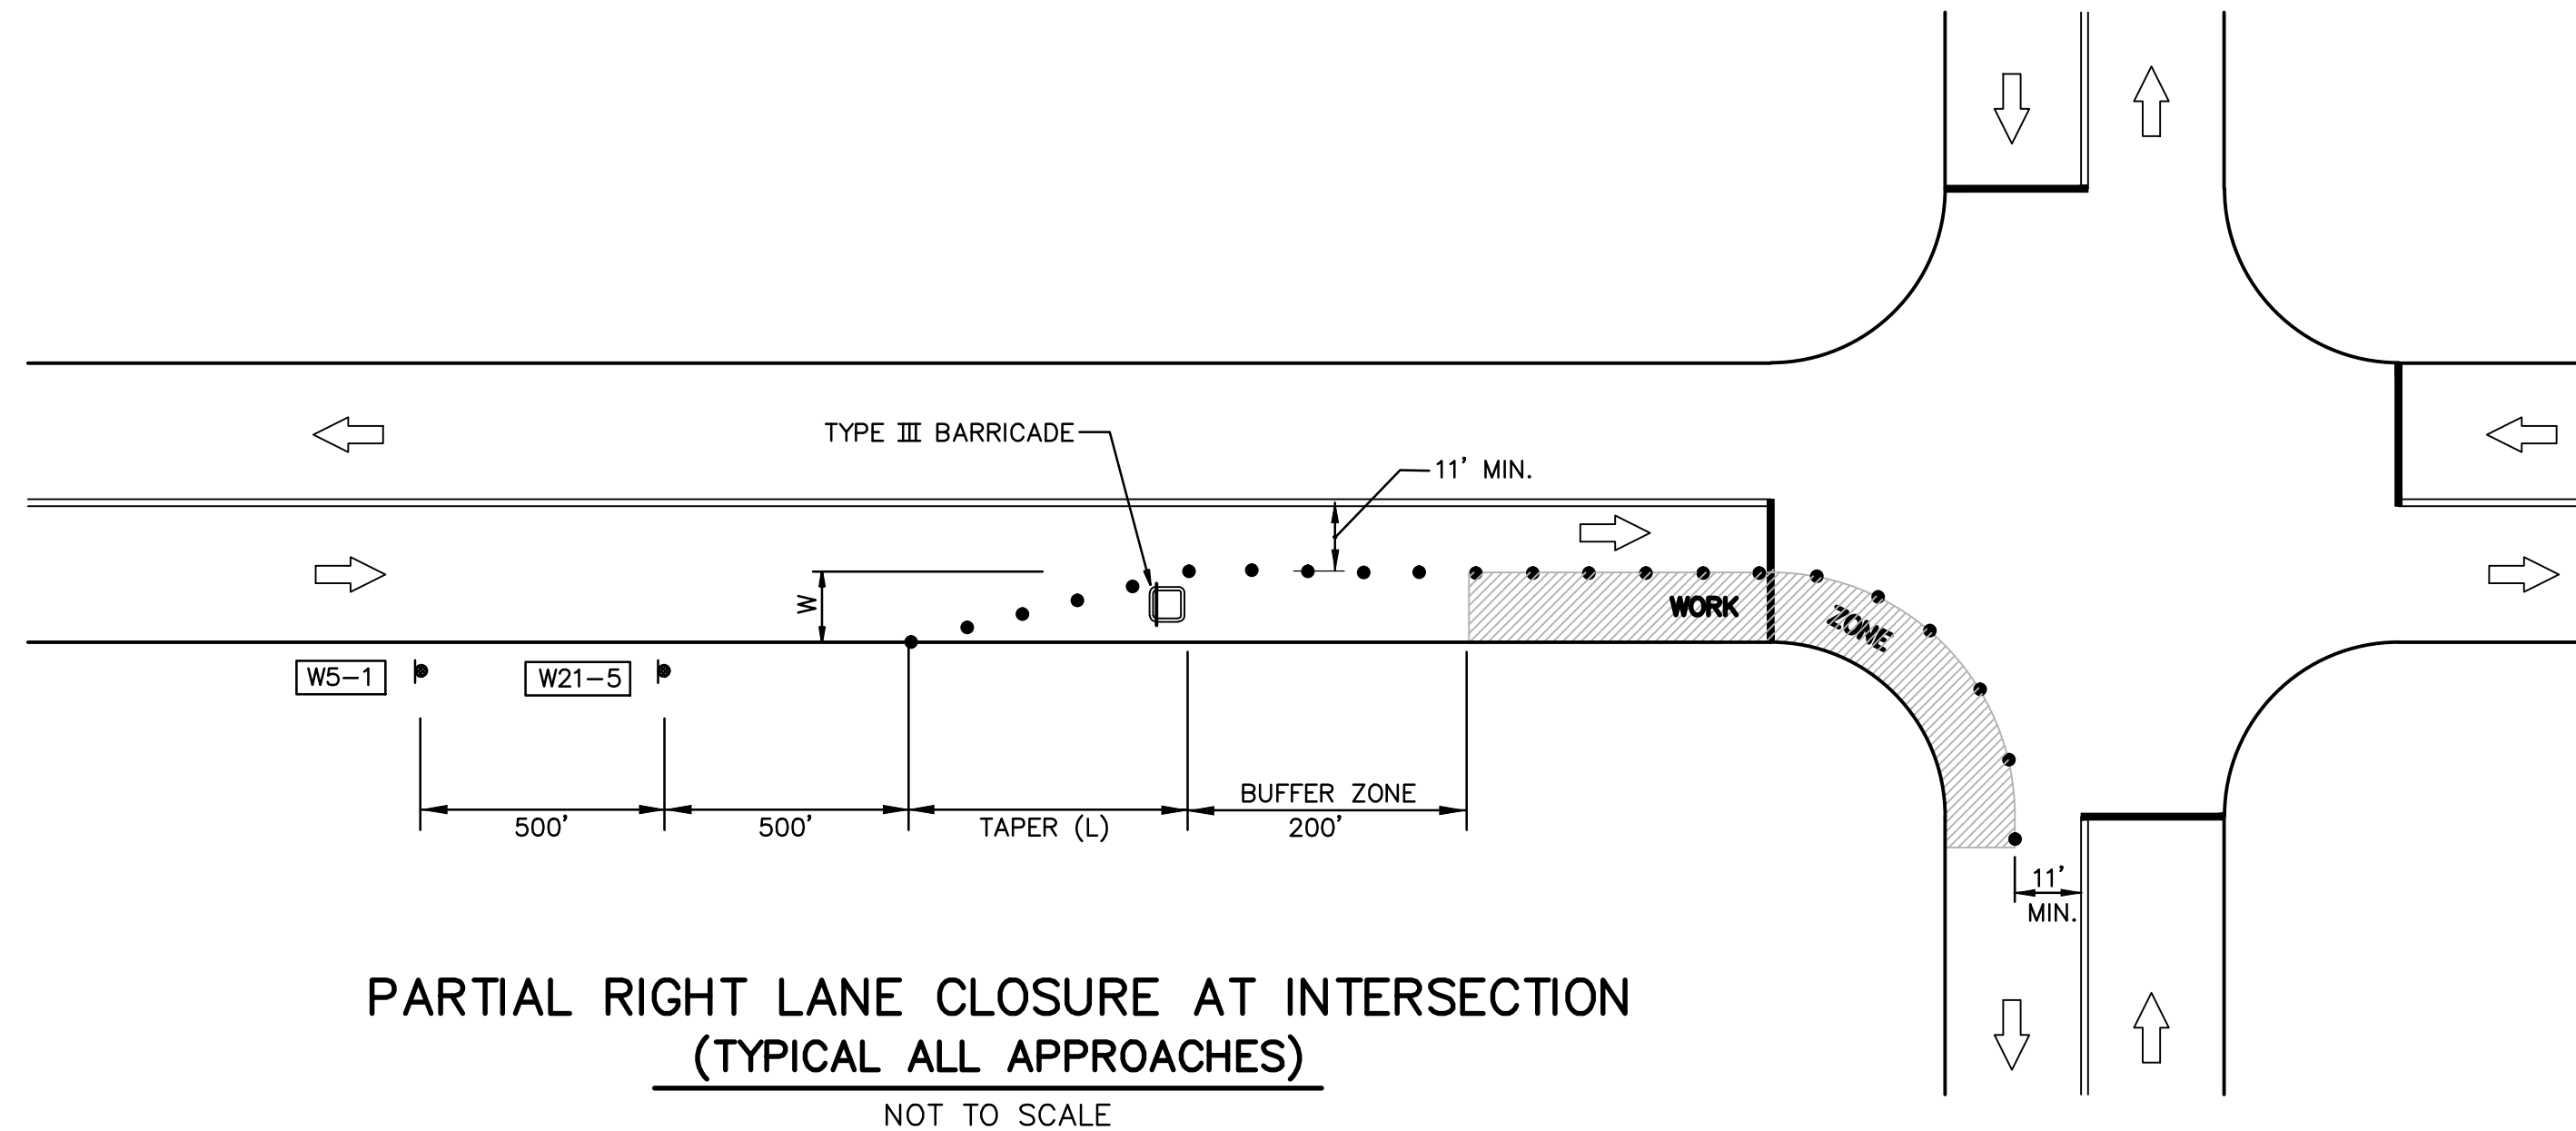 TYPE III BARRICADE
11' MIN.
W
WORK ZONE
W5-1
W21-5
500'
500'
TAPER (L)
BUFFER ZONE
200'
11'
MIN.
PARTIAL RIGHT LANE CLOSURE AT INTERSECTION
(TYPICAL ALL APPROACHES)
NOT TO SCALE